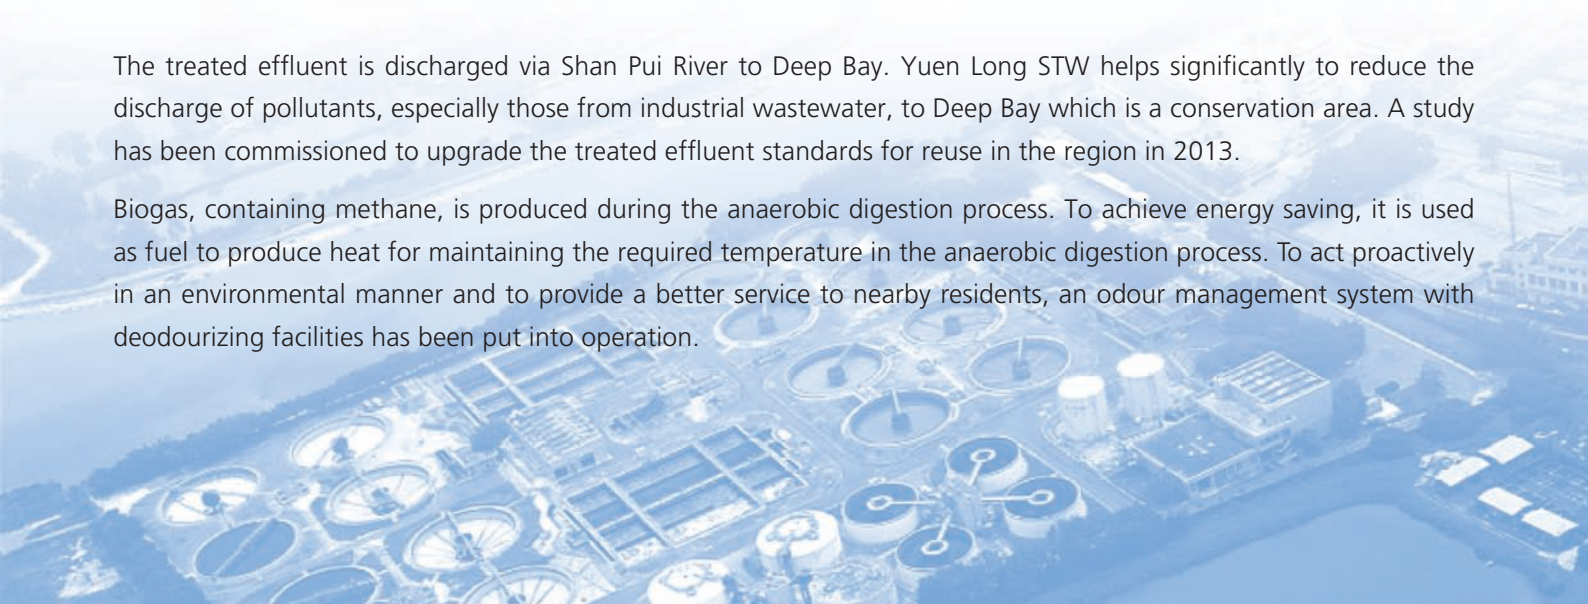 The treated effluent is discharged via Shan Pui River to Deep Bay. Yuen Long STW helps significantly to reduce the
discharge of pollutants, especially those from industrial wastewater, to Deep Bay which is a conservation area. A study
has been commissioned to upgrade the treated effluent standards for reuse in the region in 2013.
Biogas, containing methane, is produced during the anaerobic digestion process. To achieve energy saving, it is used
as fuel to produce heat for maintaining the required temperature in the anaerobic digestion process. To act proactively
in an environmental manner and to provide a better service to nearby residents, an odour management system with
deodourizing facilities has been put into operation.